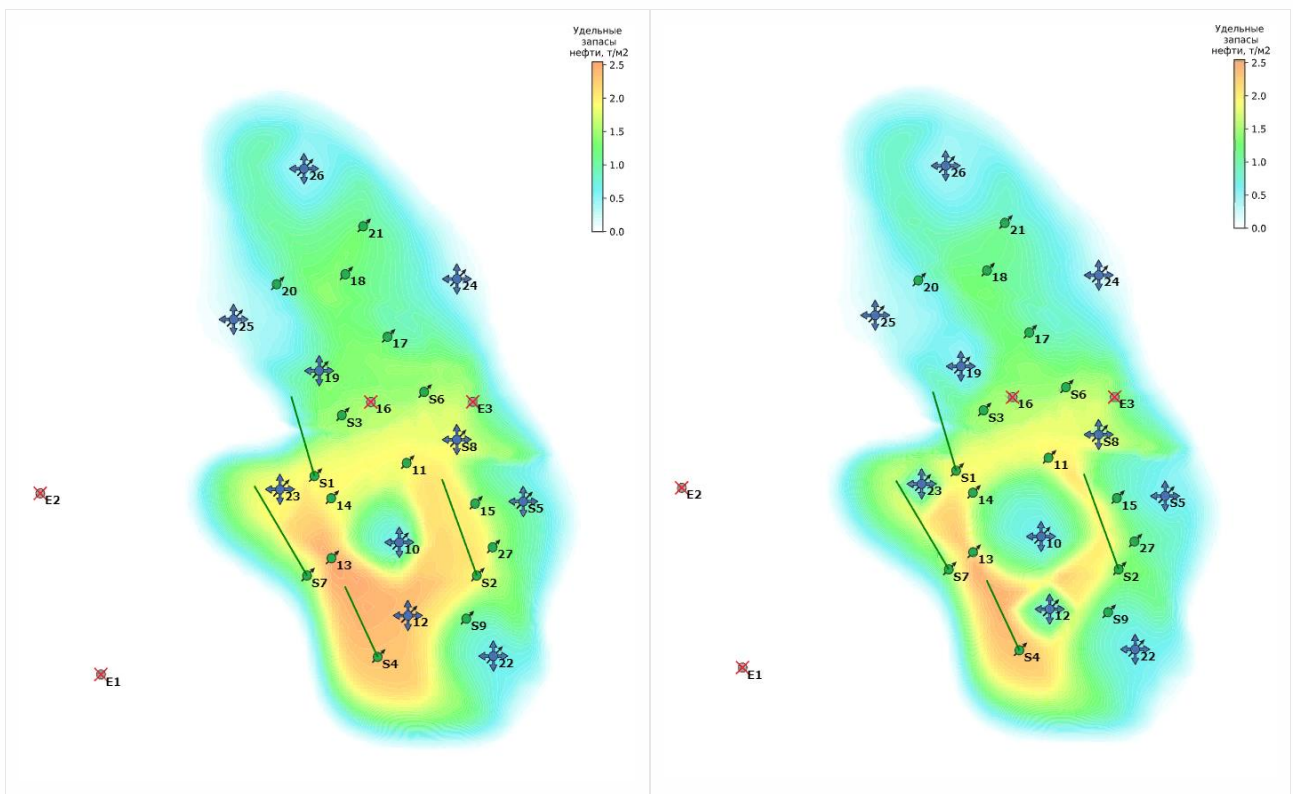 Удельные
запасы
нефти, т/м2
2.5
2.0
1.5
1.0
0.5
0.0
26
21
18
20
24
25
17
19
S6
16
E3
S3
S8
11
S1
23
14
E2
15
S5
10
27
13
S7
S2
12
S9
S4
22
E1
Удельные
запасы
нефти, т/м2
2.5
2.0
1.5
1.0
0.5
0.0
26
21
18
20
24
25
17
19
S6
16
E3
S3
S8
11
S1
23
14
E2
15
S5
10
27
13
S7
S2
12
S9
S4
22
E1